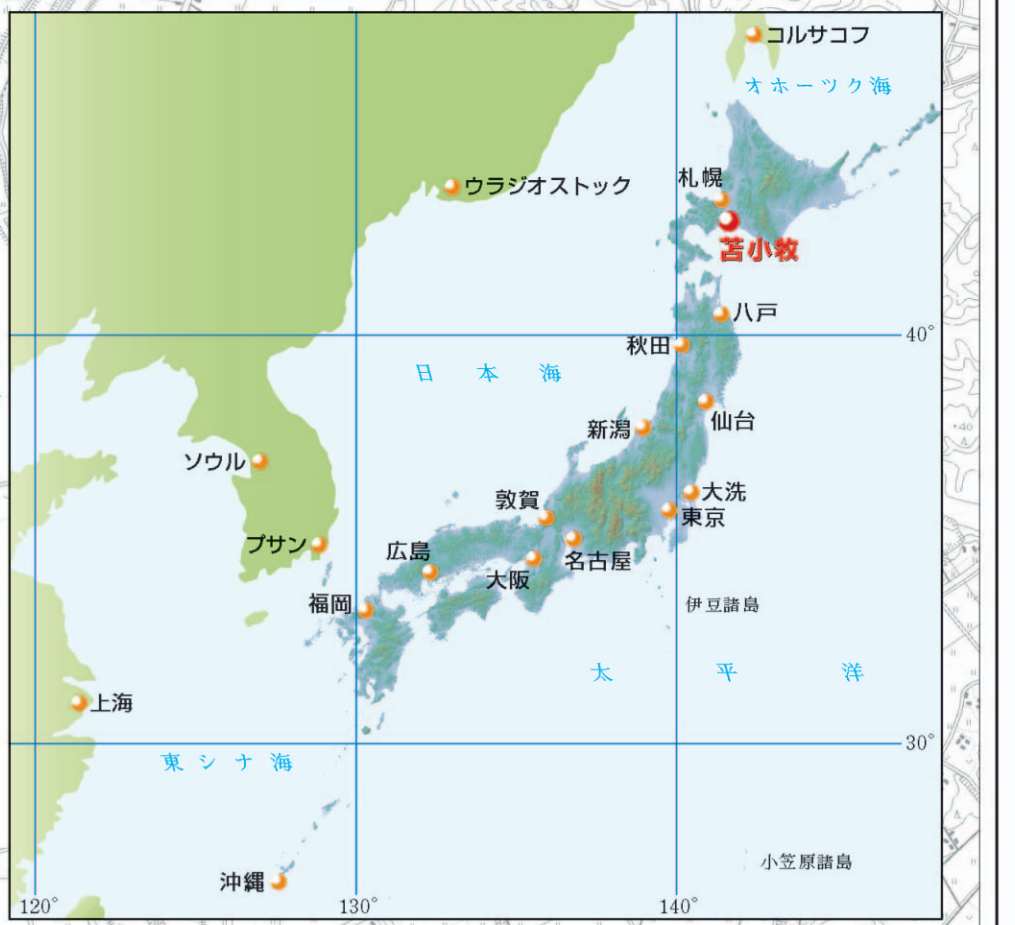 コルサコフ
オホーツク海
札幌
ウラジオストック
苫小牧
八戸
40°
秋田
日本海
仙台
新潟
ソウル
敦賀
大洗
東京
プサン
広島
名古屋
大阪
福岡
伊豆諸島
太平洋
上海
30°
東シナ海
小笠原諸島
沖縄
120°
130°
140°